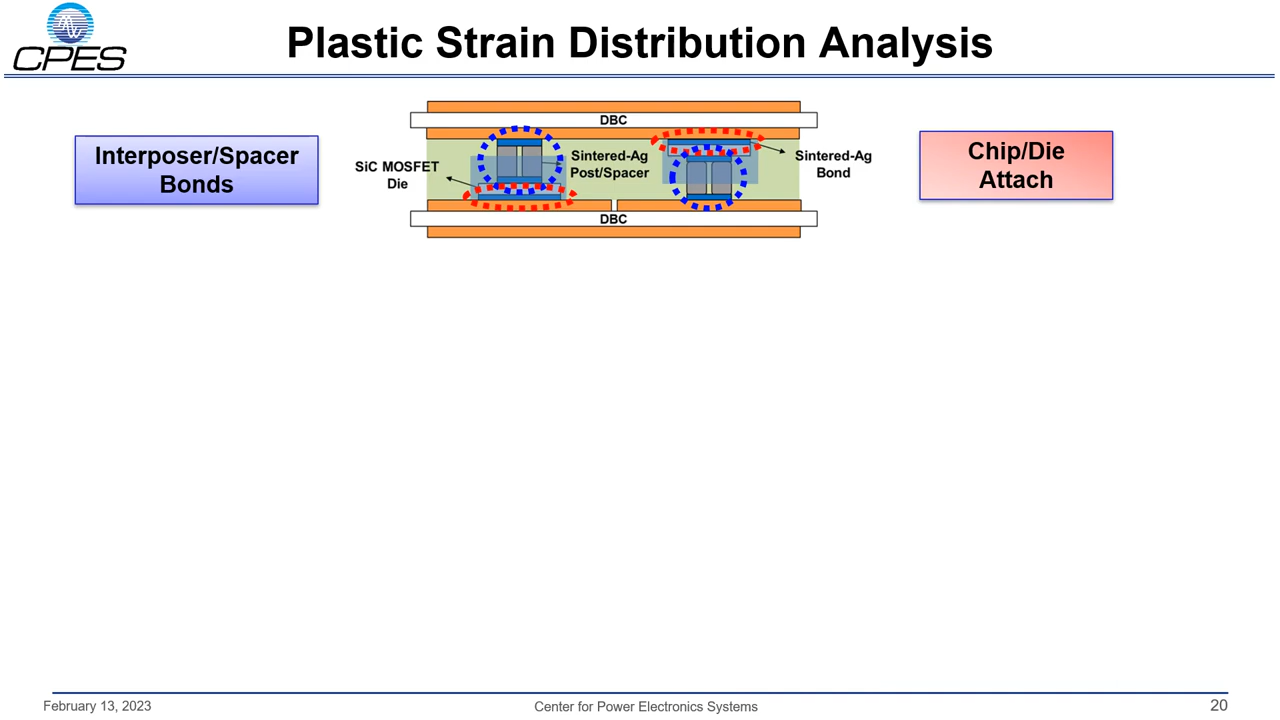 CPES
Plastic Strain Distribution Analysis
Interposer/Spacer
Bonds
DBC
SiC MOSFET
Die
Sintered-Ag
Post/Spacer
Sintered-Ag
Bond
DBC
Chip/Die
Attach
February 13, 2023
Center for Power Electronics Systems
20